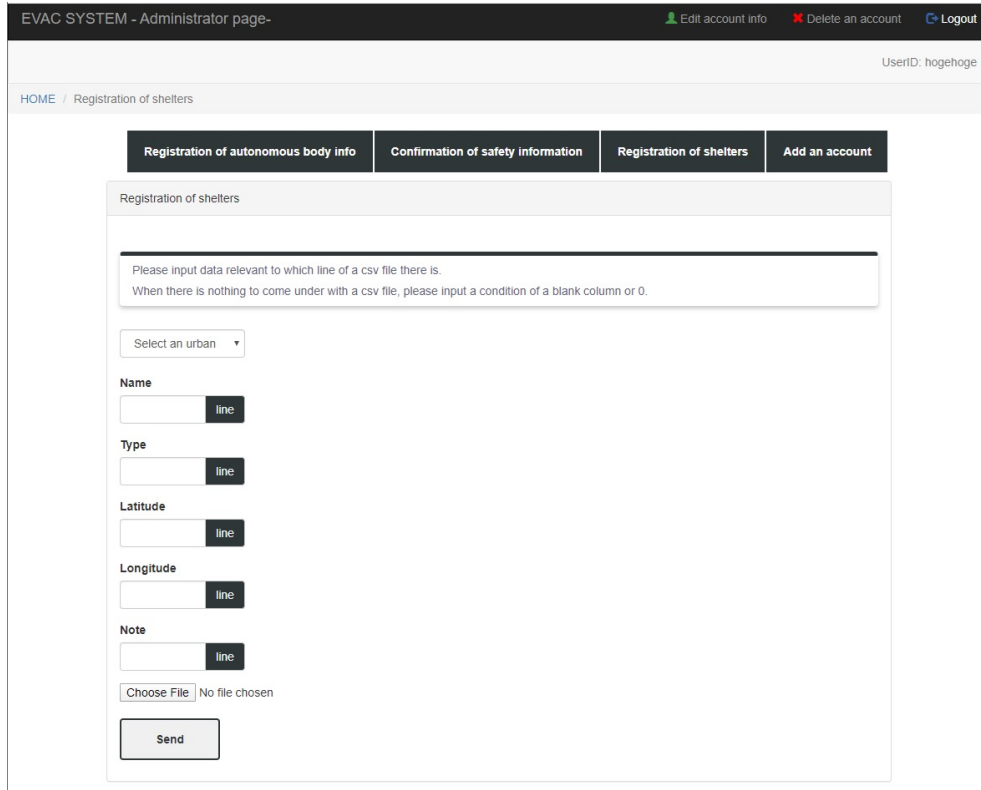 EVAC SYSTEM - Administrator page-
Edit account info
Delete an account
Logout
UserID: hogehoge
HOME / Registration of shelters
Registration of autonomous body info
Confirmation of safety information
Registration of shelters
Add an account
Registration of shelters
Please input data relevant to which line of a csv file there is.
When there is nothing to come under with a csv file, please input a condition of a blank column or 0.
Select an urban
Name
line
Type
line
Latitude
line
Longitude
line
Note
line
Choose File No file chosen
Send